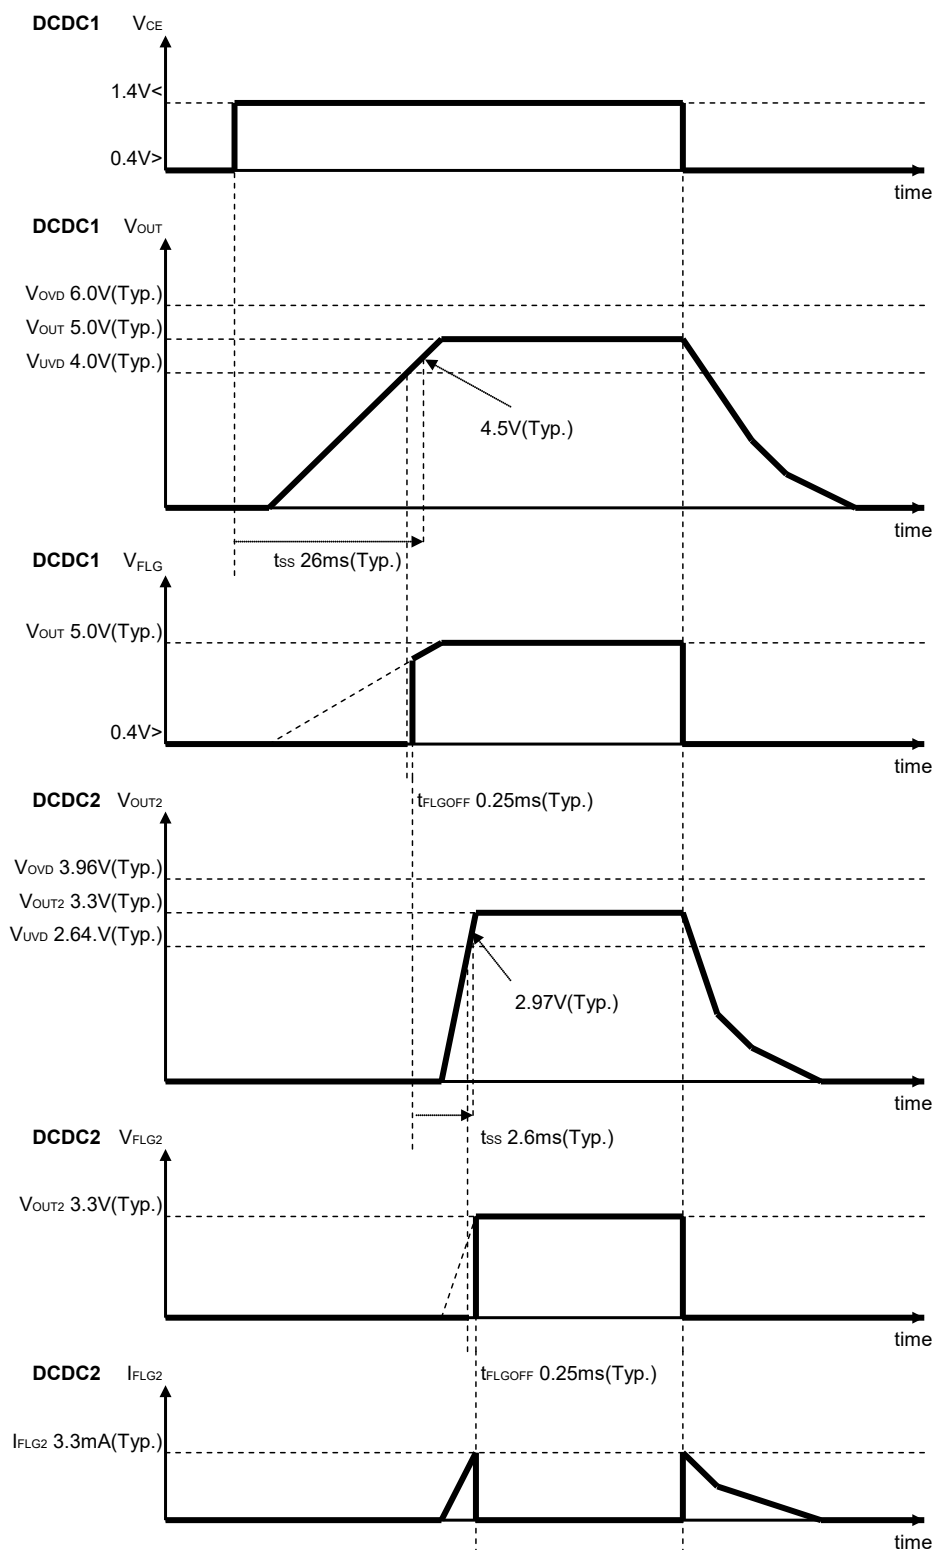 DCDC1 VCE
1.4V<
0.4V>
time
DCDC1 VOUT
VOVD 6.0V(Typ.)
VOUT 5.0V(Typ.)
VUVD 4.0V(Typ.)
4.5V(Typ.)
time
tSS 26ms(Typ.)
DCDC1 VFLG
VOUT 5.0V(Typ.)
0.4V>
time
tFLGOFF 0.25ms(Typ.)
DCDC2 VOUT2
VOVD 3.96V(Typ.)
VOUT2 3.3V(Typ.)
VUVD 2.64.V(Typ.)
2.97V(Typ.)
time
tSS 2.6ms(Typ.)
DCDC2 VFLG2
VOUT2 3.3V(Typ.)
time
tFLGOFF 0.25ms(Typ.)
DCDC2 IFLG2
IFLG2 3.3mA(Typ.)
time